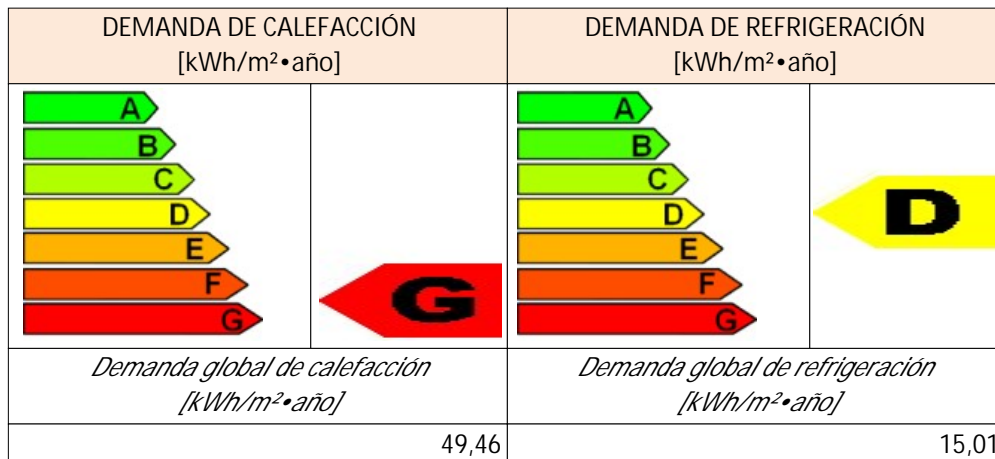 DEMANDA DE CALEFACCIÓN
[kWh/m²•año]
DEMANDA DE REFRIGERACIÓN
[kWh/m²•año]
A
B
C
D
E
F
G
G
A
B
C
D
E
F
G
D
Demanda global de calefacción
[kWh/m²•año]
Demanda global de refrigeración
[kWh/m²•año]
49,46
15,01